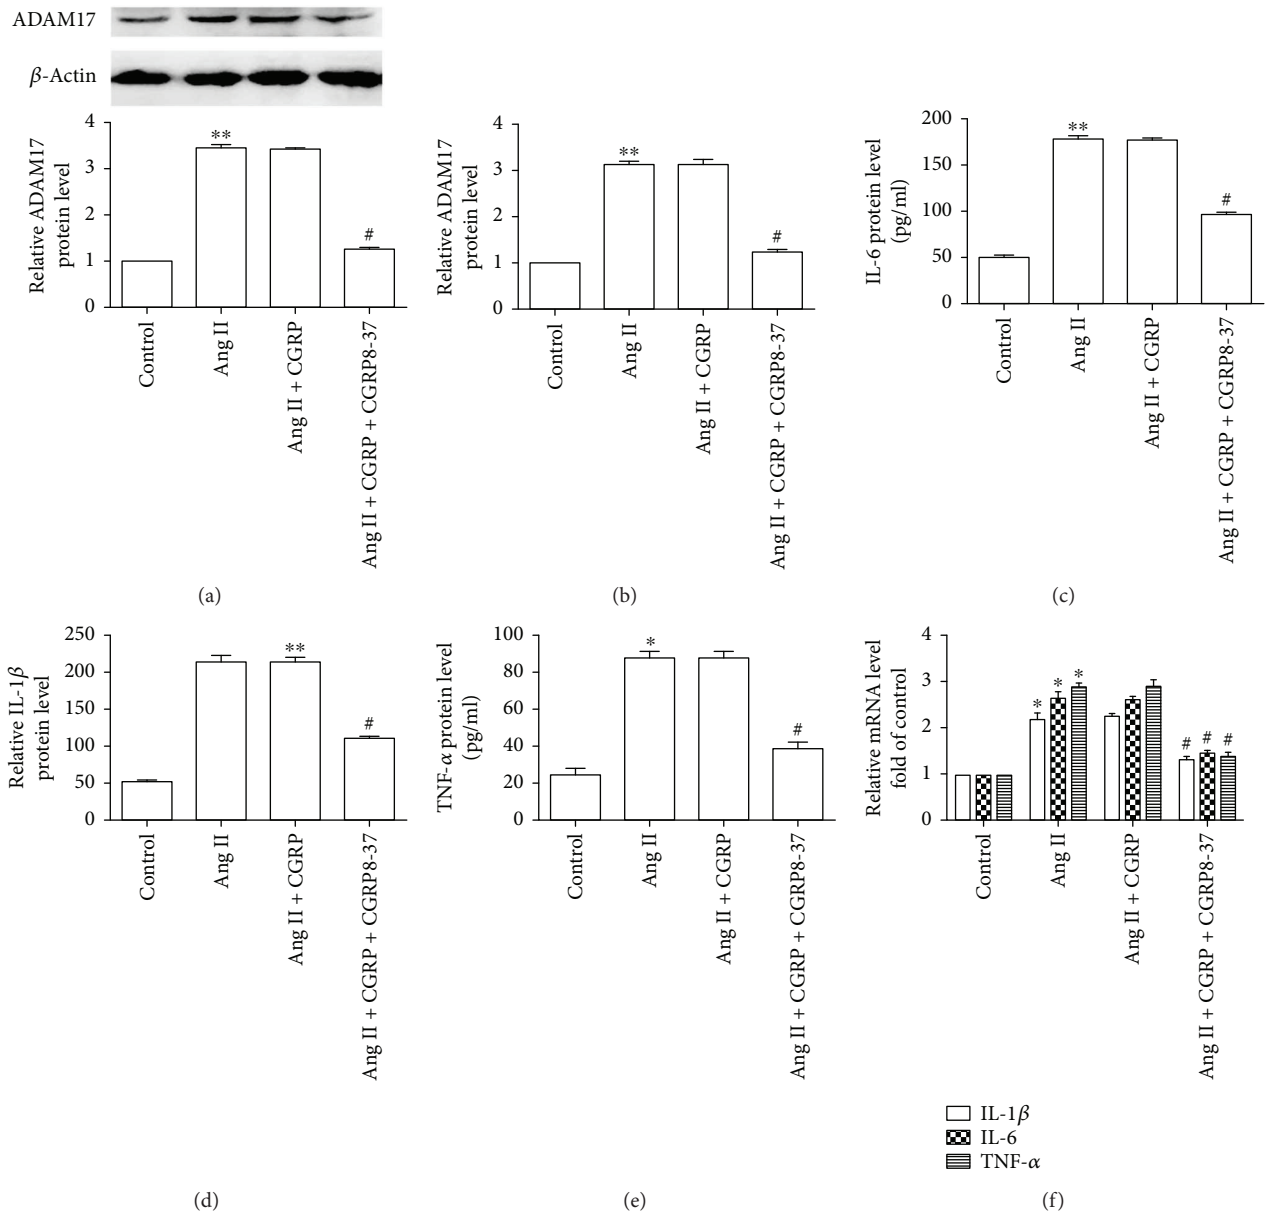 ADAM17
β-Actin
Relative ADAM17
protein level
4
3
2
1
0
**
#
Control
Ang II
Ang II + CGRP
Ang II + CGRP + CGRP8-37
(a)
Relative ADAM17
protein level
4
3
2
1
0
**
#
Control
Ang II
Ang II + CGRP
Ang II + CGRP + CGRP8-37
(b)
IL-6 protein level
(pg/ml)
200
150
100
50
0
**
#
Control
Ang II
Ang II + CGRP
Ang II + CGRP + CGRP8-37
(c)
Relative IL-1β
protein level
250
200
150
100
50
0
**
#
Control
Ang II
Ang II + CGRP
Ang II + CGRP + CGRP8-37
(d)
TNF-α protein level
(pg/ml)
100
80
60
40
20
0
*
#
Control
Ang II
Ang II + CGRP
Ang II + CGRP + CGRP8-37
(e)
Relative mRNA level
fold of control
4
3
2
1
0
* * *
# # #
Control
Ang II
Ang II + CGRP
Ang II + CGRP + CGRP8-37
IL-1β
IL-6
TNF-α
(f)